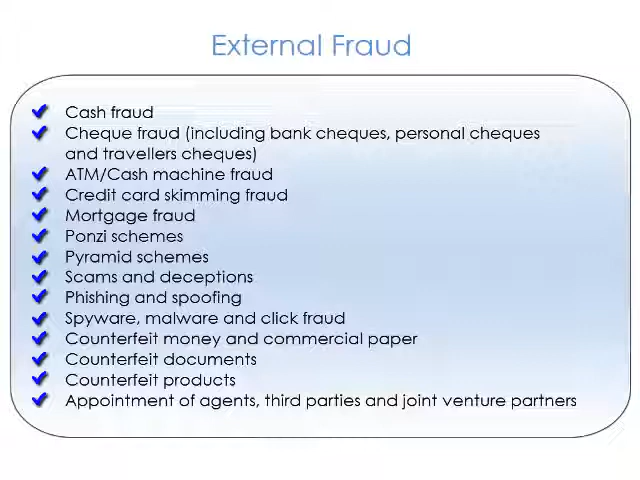 External Fraud
Cash fraud
Cheque fraud (including bank cheques, personal cheques
and travellers cheques)
ATM/Cash machine fraud
Credit card skimming fraud
Mortgage fraud
Ponzi schemes
Pyramid schemes
Scams and deceptions
Phishing and spoofing
Spyware, malware and click fraud
Counterfeit money and commercial paper
Counterfeit documents
Counterfeit products
Appointment of agents, third parties and joint venture partners